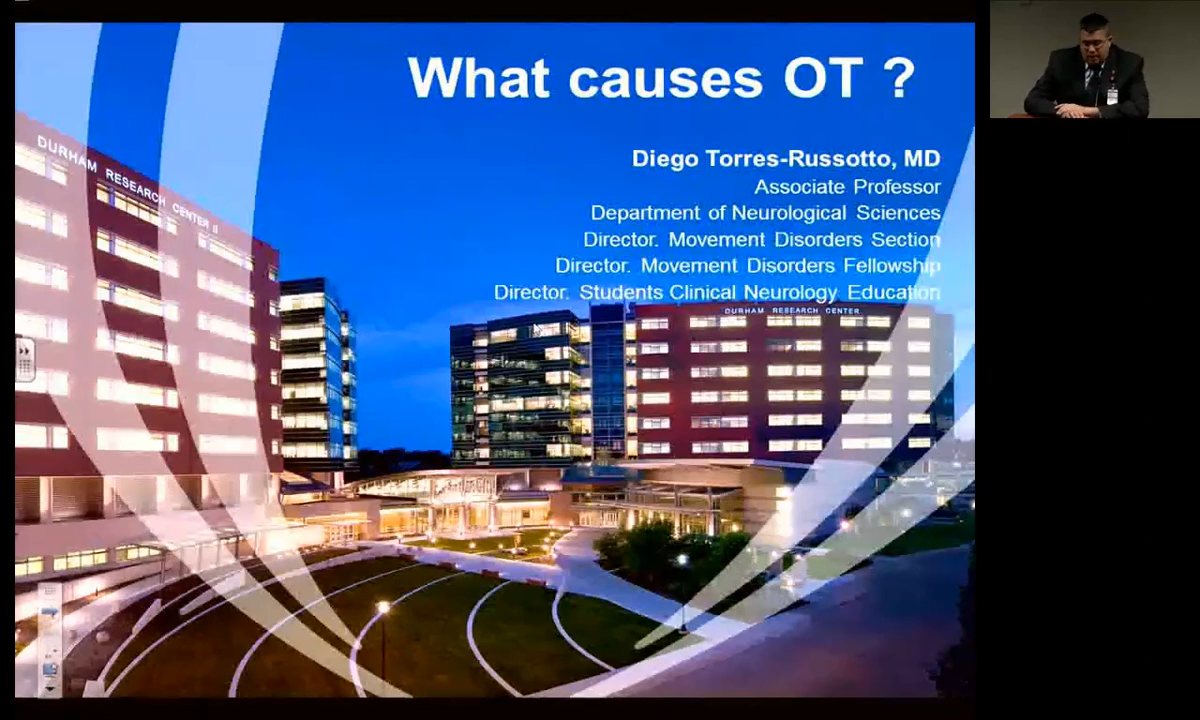 What causes OT ?
Diego Torres-Russotto, MD
Associate Professor
Department of Neurological Sciences
Director. Movement Disorders Section
Director. Movement Disorders Fellowship
Director. Students Clinical Neurology Education
DURHAM RESEARCH CENTER II
DURHAM RESEARCH CENTER